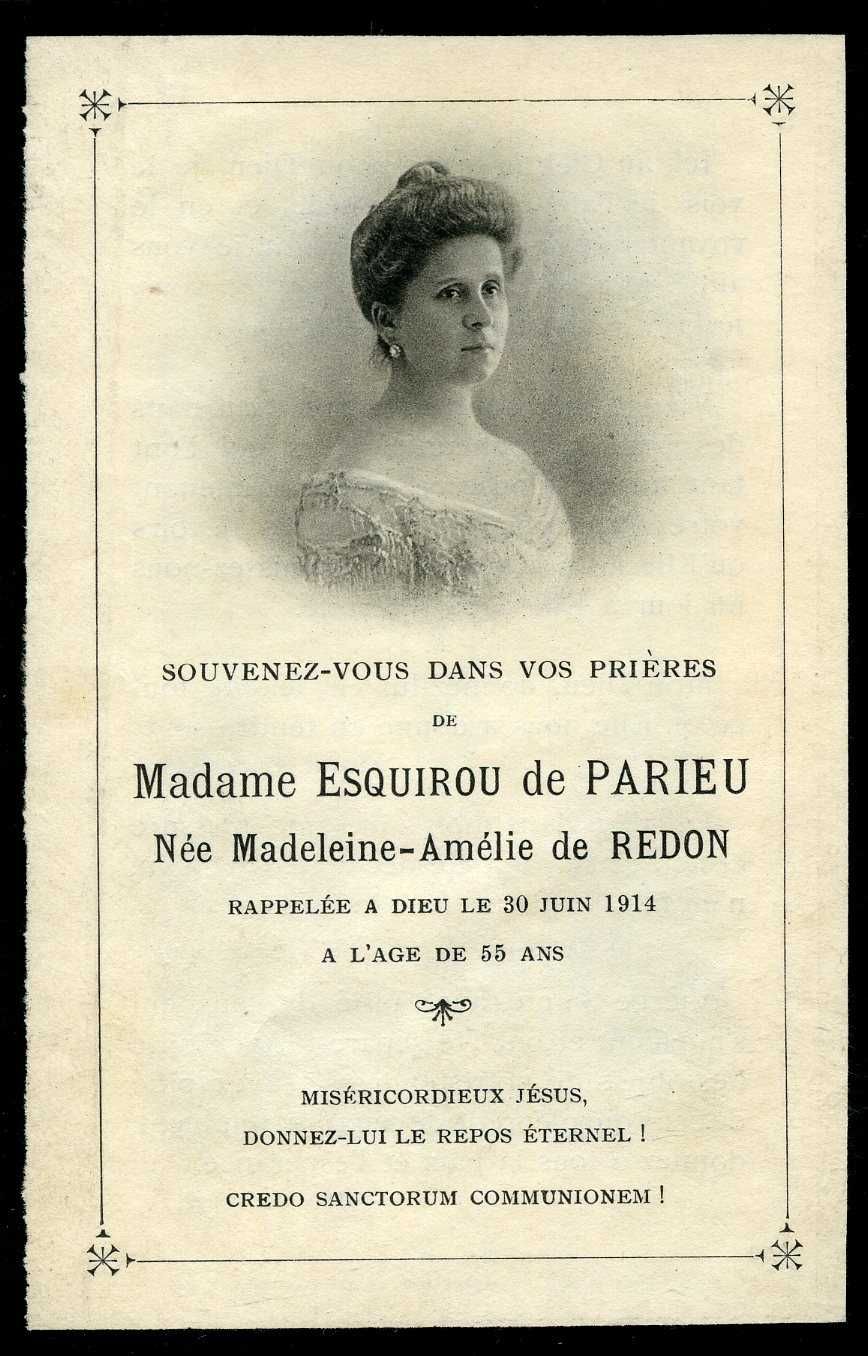 SOUVENEZ-VOUS DANS VOS PRIÈRES
DE
Madame ESQUIROU de PARIEU
Née Madeleine-Amélie de REDON
RAPPELÉE A DIEU LE 30 JUIN 1914
A L'AGE DE 55 ANS
MISÉRICORDIEUX JÉSUS,
DONNEZ-LUI LE REPOS ÉTERNEL !
CREDO SANCTORUM COMMUNIONEM !